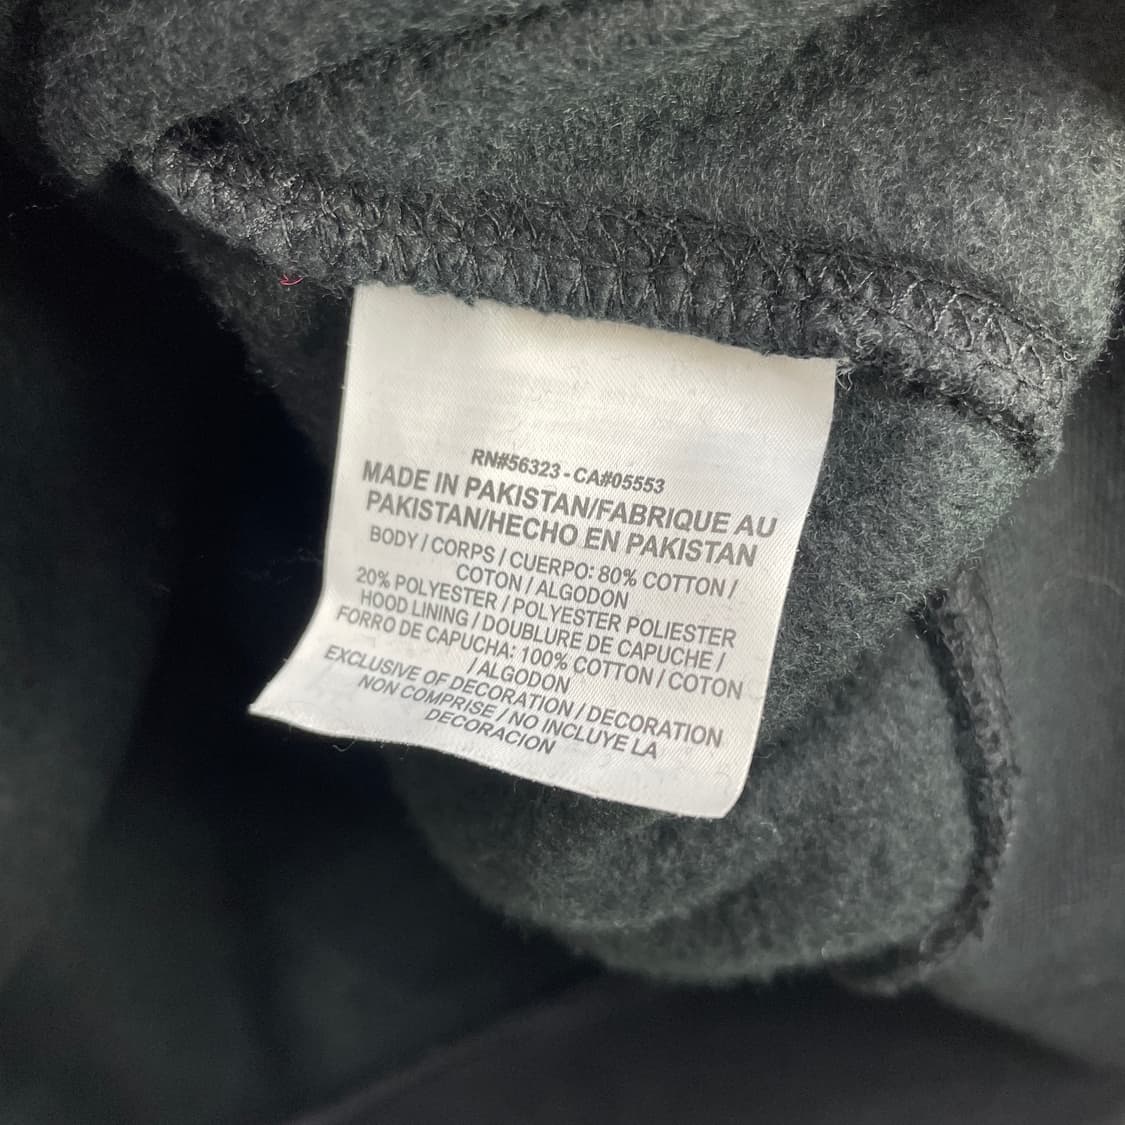 RN#56323 - CA#05553
MADE IN PAKISTAN/FABRIQUE AU
PAKISTAN/HECHO EN PAKISTAN
BODY / CORPS / CUERPO: 80% COTTON /
COTON / ALGODON
20% POLYESTER / POLYESTER POLIESTER
HOOD LINING / DOUBLURE DE CAPUCHE /
FORRO DE CAPUCHA: 100% COTTON / COTON
/ ALGODON
EXCLUSIVE OF DECORATION / DECORATION
NON COMPRISE / NO INCLUYE LA
DECORACION